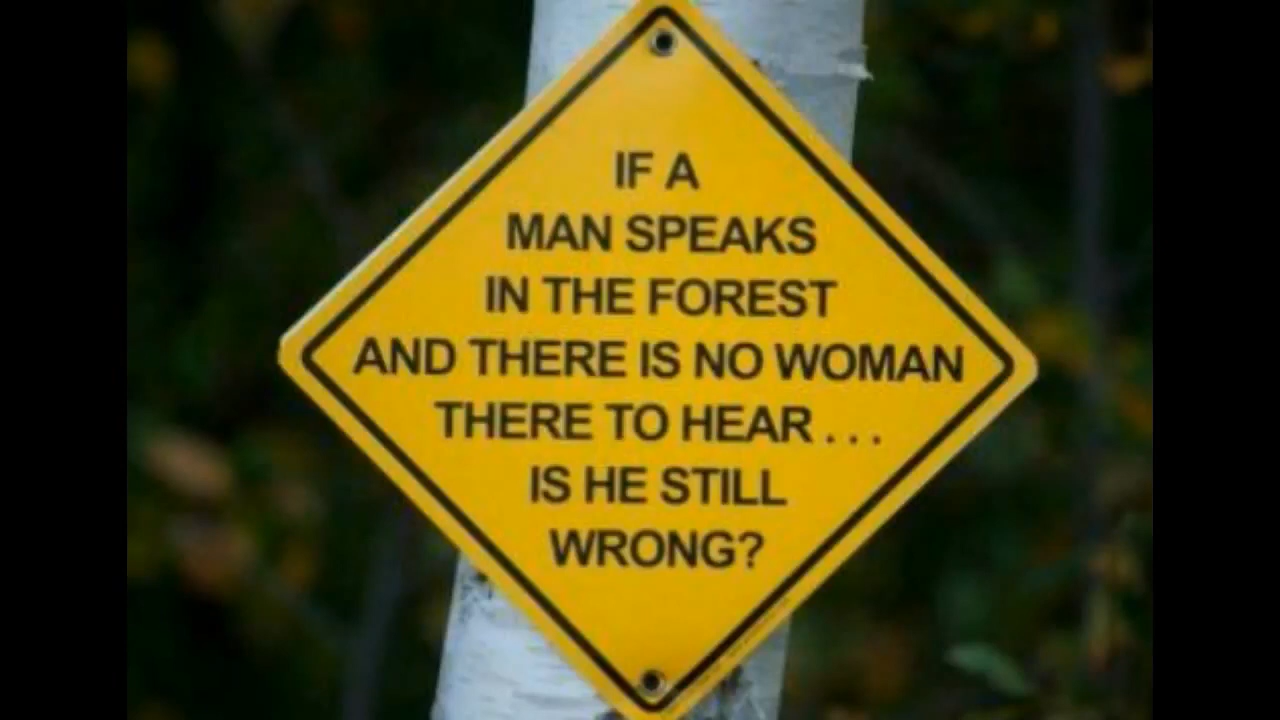 IF A
MAN SPEAKS
IN THE FOREST
AND THERE IS NO WOMAN
THERE TO HEAR . . .
IS HE STILL
WRONG?